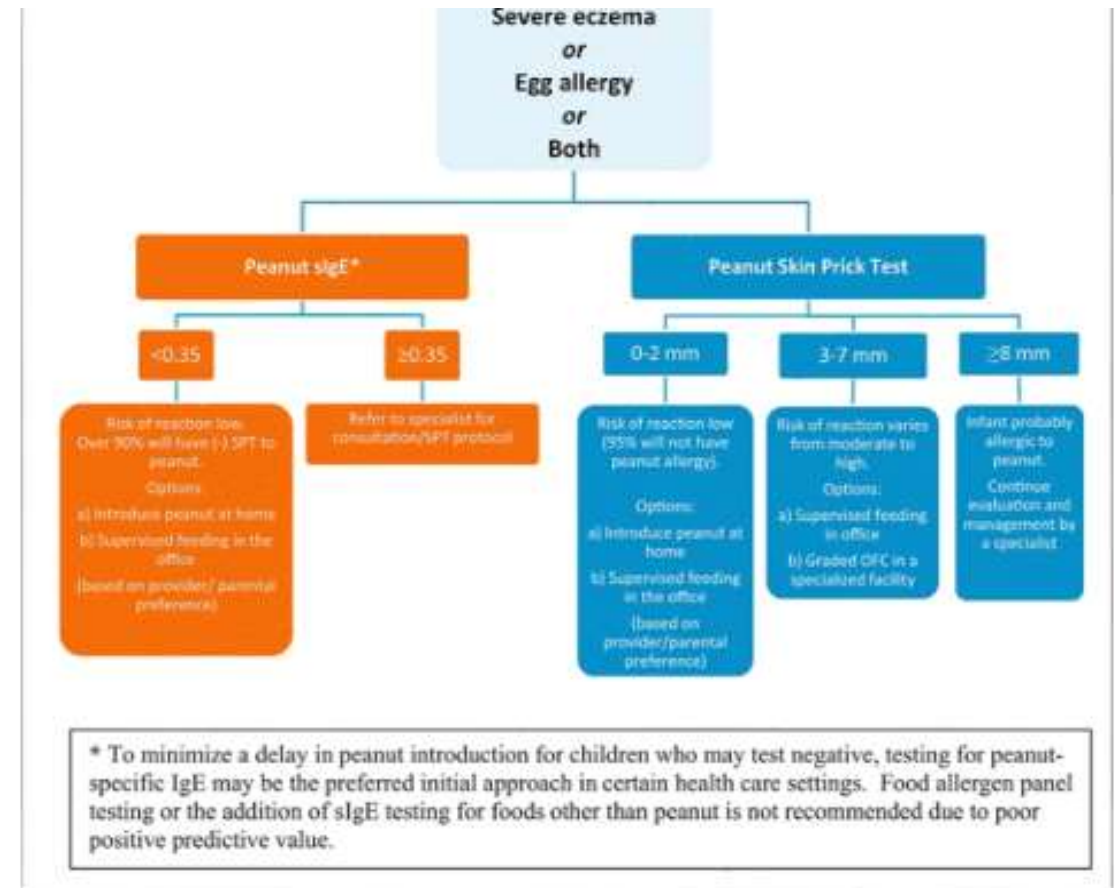 Severe eczema
or
Egg allergy
or
Both
Peanut sIgE*
Peanut Skin Prick Test
<0.35
≥0.35
0-2 mm
3-7 mm
≥8 mm
Risk of reaction low.
Over 90% will have (-) SPT to
peanut.
Options:
a) Introduce peanut at home
b) Supervised feeding in the
office
(based on provider/ parental
preference)
Refer to specialist for
consultation/SPT protocol
Risk of reaction low
(95% will not have
peanut allergy).
Options:
a) Introduce peanut at
home
b) Supervised feeding
in the office
(based on
provider/parental
preference)
Risk of reaction varies
from moderate to
high.
Options:
a) Supervised feeding
in office
b) Graded OFC in a
specialized facility
Infant probably
allergic to
peanut.
Continue
evaluation and
management by
a specialist
* To minimize a delay in peanut introduction for children who may test negative, testing for peanut-
specific IgE may be the preferred initial approach in certain health care settings.  Food allergen panel
testing or the addition of sIgE testing for foods other than peanut is not recommended due to poor
positive predictive value.